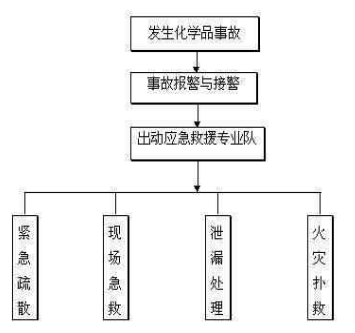 发生化学品事故
事故报警与接警
出动应急救援专业队
紧急疏散
现场急救
泄漏处理
火灾扑救